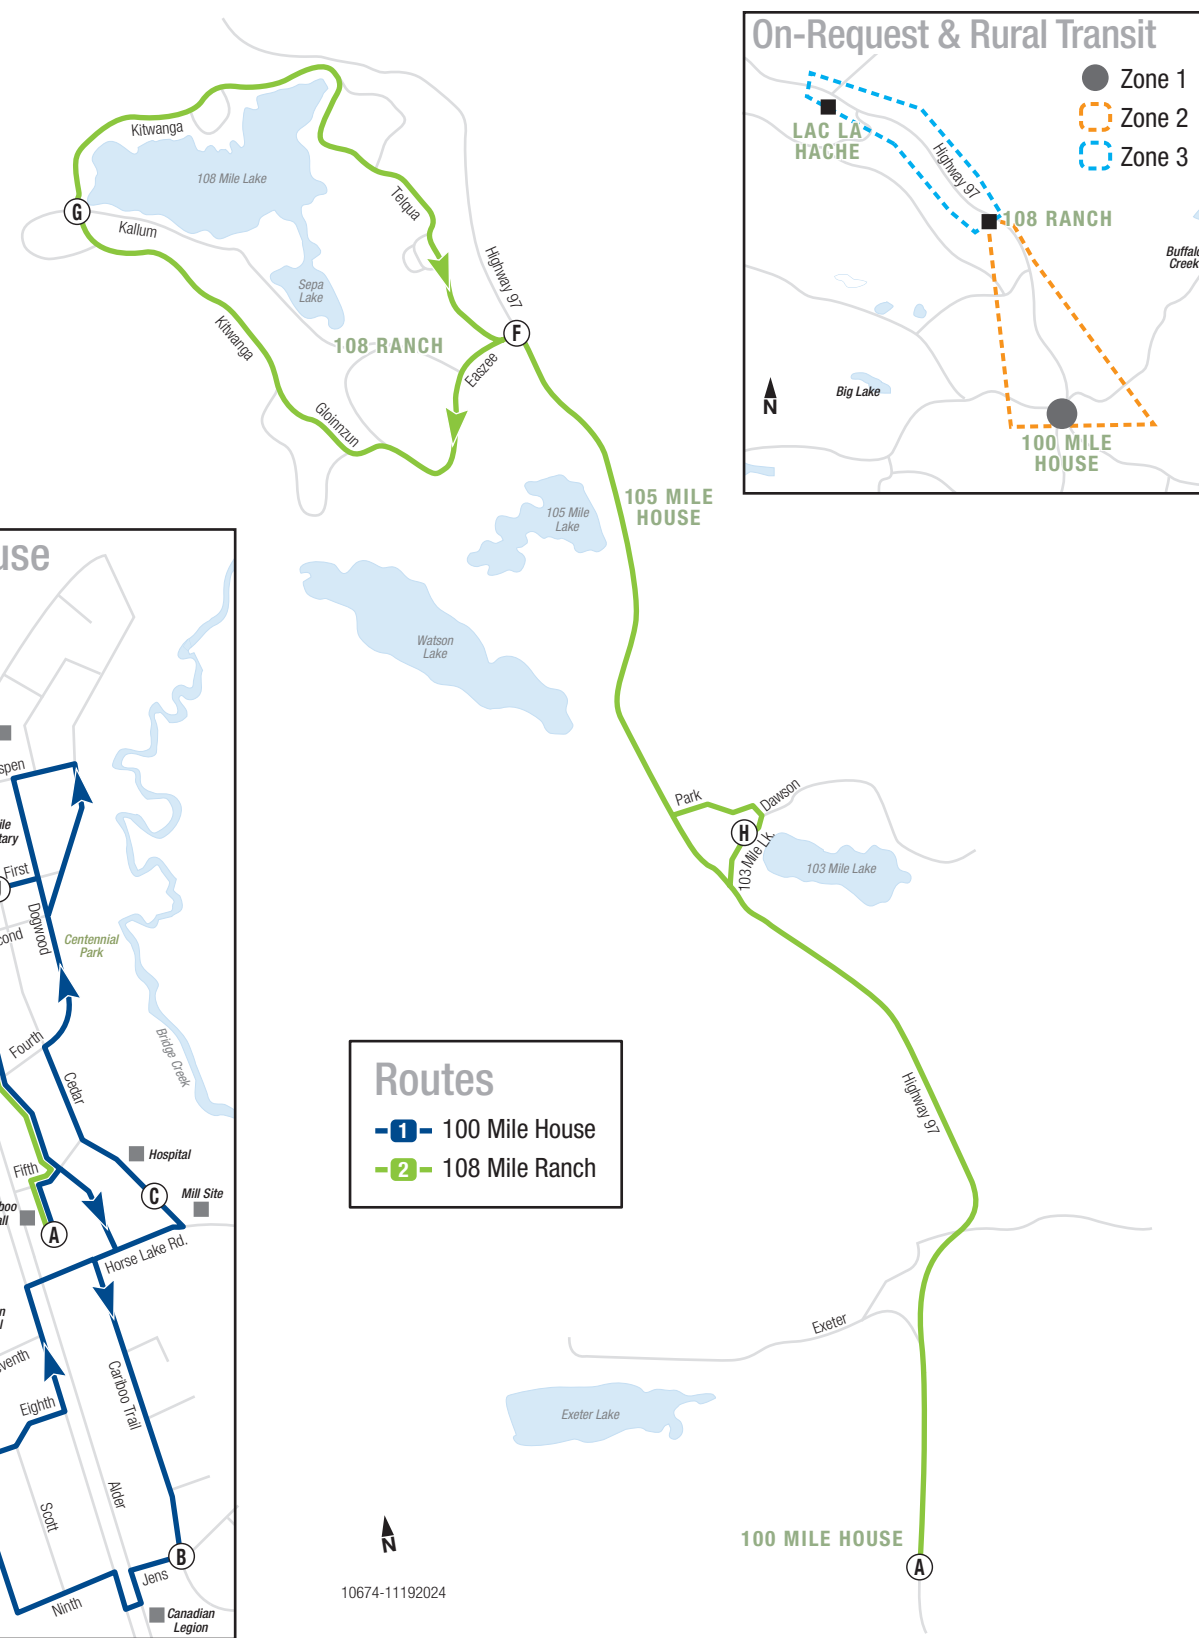 On-Request & Rural Transit
Zone 1
Zone 2
Zone 3
LAC LA
HACHE
Highway 97
108 RANCH
Buffalo
Creek
Big Lake
N
100 MILE
HOUSE
Kitwanga
108 Mile Lake
Telqua
G
Kallum
Highway 97
Sepa
Lake
F
Kitwanga
108 RANCH
Easzee
Gloinnzun
105 MILE
HOUSE
105 Mile
Lake
Watson
Lake
Park
Dawson
H
103 Mile Lk.
103 Mile Lake
Highway 97
Routes
1 100 Mile House
2 108 Mile Ranch
Exeter
Exeter Lake
100 MILE HOUSE
A
N
10674-11192024
First
Dogwood
Centennial
Park
Fourth
Cedar
Bridge Creek
Hospital
Fifth
C
Mill Site
A
Horse Lake Rd.
Cariboo Trail
Eighth
Alder
Scott
B
Jens
Ninth
Canadian
Legion